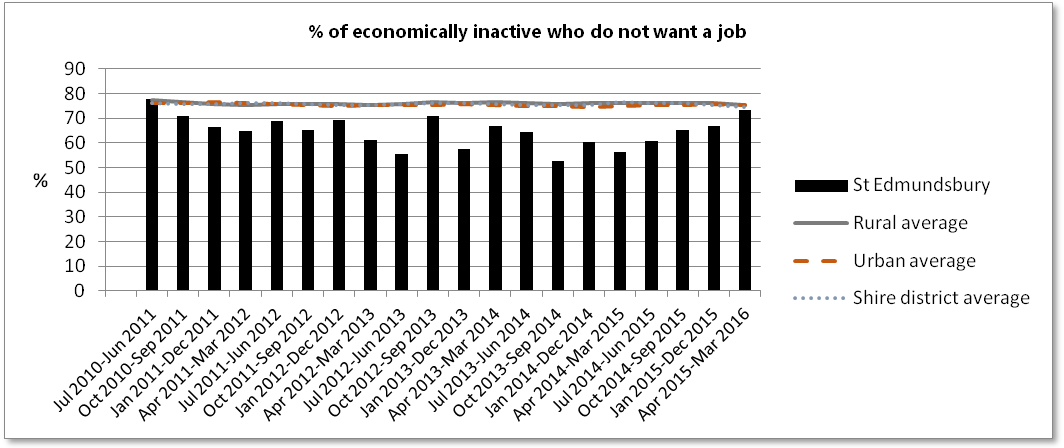 % of economically inactive who do not want a job
90
80
70
60
50
40
30
20
10
0
%
Jul 2010-Jun 2011
Oct 2010-Sep 2011
Jan 2011-Dec 2011
Apr 2011-Mar 2012
Jul 2011-Jun 2012
Oct 2011-Sep 2012
Jan 2012-Dec 2012
Apr 2012-Mar 2013
Jul 2012-Jun 2013
Oct 2012-Sep 2013
Jan 2013-Dec 2013
Apr 2013-Mar 2014
Jul 2013-Jun 2014
Oct 2013-Sep 2014
Jan 2014-Dec 2014
Apr 2014-Mar 2015
Jul 2014-Jun 2015
Oct 2014-Sep 2015
Jan 2015-Dec 2015
Apr 2015-Mar 2016
St Edmundsbury
Rural average
Urban average
Shire district average